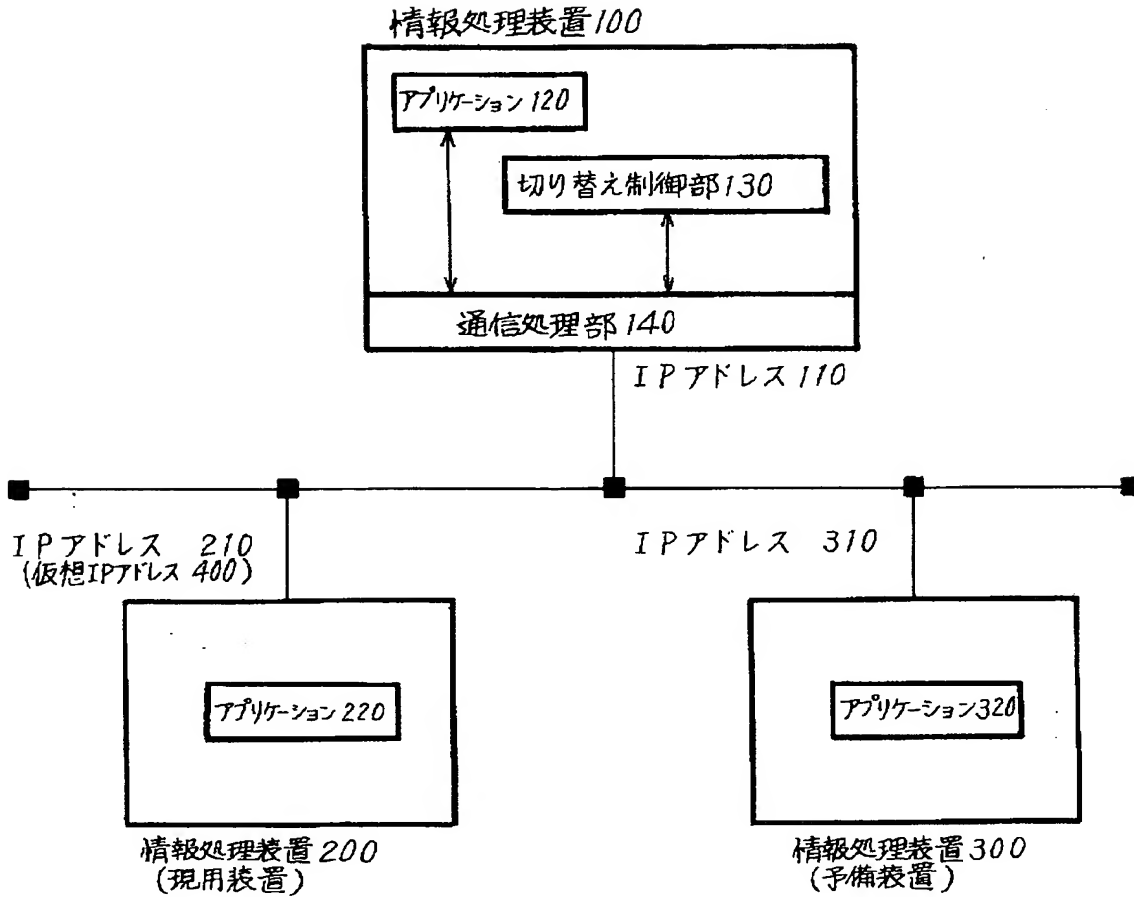 情報処理装置100
アプリケーション 120
切り替え制御部130
通信処理部140
IPアドレス110
IPアドレス 210
(仮想IPアドレス 400)
IPアドレス 310
アプリケーション220
アプリケーション320
情報処理装置200
(現用装置)
情報処理装置300
(予備装置)